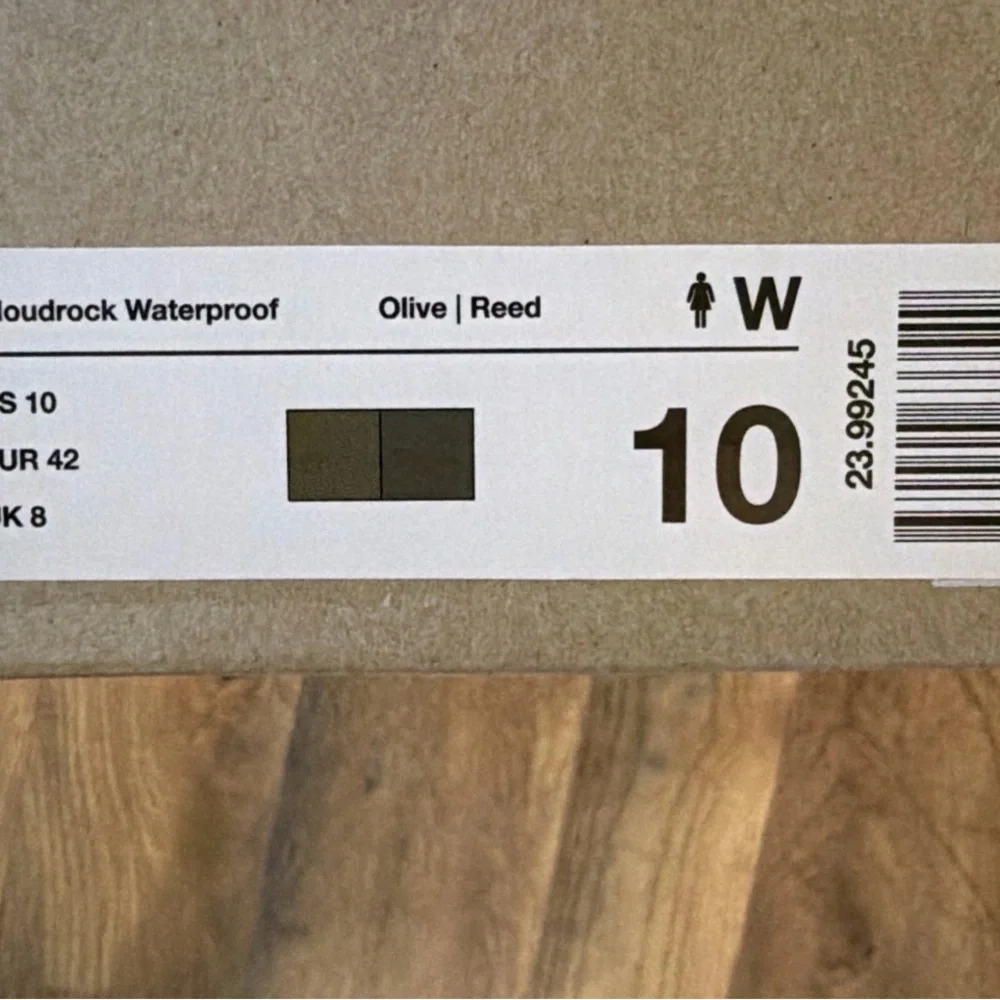 loudrock Waterproof
Olive | Reed
W
S 10
UR 42
K 8
10
23.99245